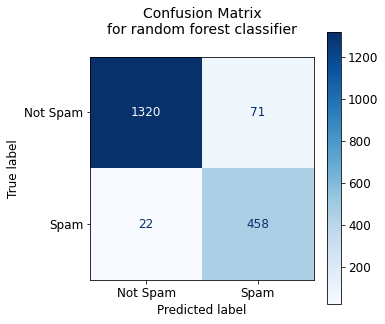 Confusion Matrix
for random forest classifier
True label
Not Spam
1320
71
Spam
22
458
Not Spam
Spam
Predicted label
1200
1000
800
600
400
200